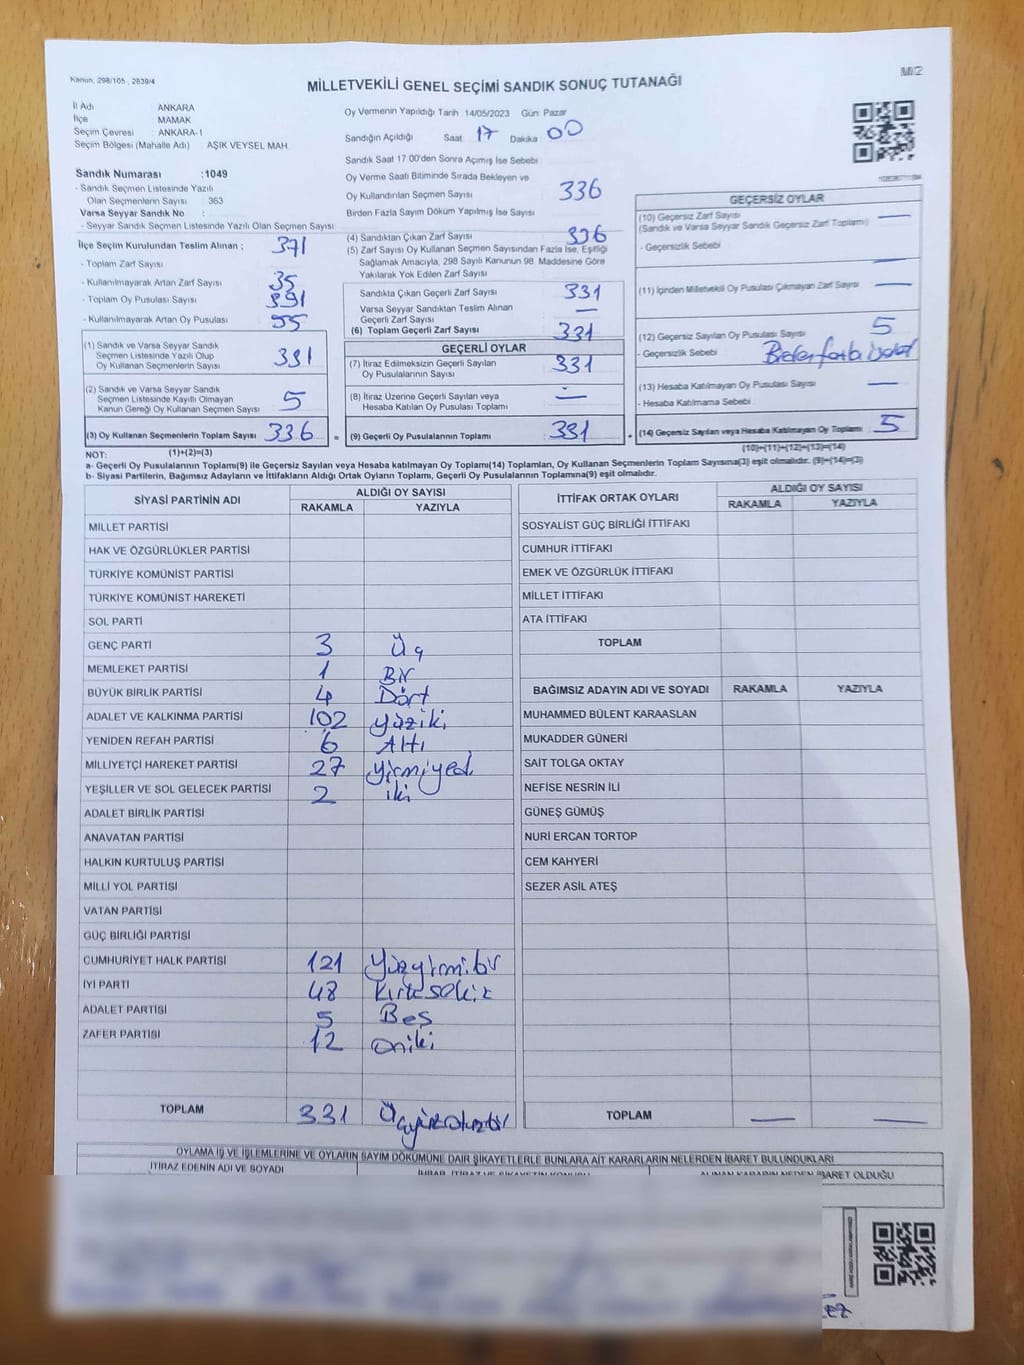 Kanun, 298/105 , 2839/4
M/2
MİLLETVEKİLİ GENEL SEÇİMİ SANDIK SONUÇ TUTANAĞI
İl Adı : ANKARA
İlçe : MAMAK
Seçim Çevresi : ANKARA-1
Seçim Bölgesi (Mahalle Adı) : AŞIK VEYSEL MAH.
Sandık Numarası :1049
- Sandık Seçmen Listesinde Yazılı
Olan Seçmenlerin Sayısı 363
Varsa Seyyar Sandık No :
- Seyyar Sandık Seçmen Listesinde Yazılı Olan Seçmen Sayısı
İlçe Seçim Kurulundan Teslim Alınan ;
- Toplam Zarf Sayısı 371
- Kullanılmayarak Artan Zarf Sayısı 35
- Toplam Oy Pusulası Sayısı 391
- Kullanılmayarak Artan Oy Pusulası 55
(1) Sandık ve Varsa Seyyar Sandık
Seçmen Listesinde Yazılı Olup
Oy Kullanan Seçmenlerin Sayısı 331
(2) Sandık ve Varsa Seyyar Sandık
Seçmen Listesinde Kayıtlı Olmayan
Kanun Gereği Oy Kullanan Seçmen Sayısı 5
(3) Oy Kullanan Seçmenlerin Toplam Sayısı 336
Oy Vermenin Yapıldığı Tarih :14/05/2023 Gün: Pazar
Sandığın Açıldığı Saat: 17 Dakika: 00
Sandık Saat 17.00'den Sonra Açılmış İse Sebebi :
Oy Verme Saati Bitiminde Sırada Bekleyen ve
Oy Kullandırılan Seçmen Sayısı 336
Birden Fazla Sayım Döküm Yapılmış İse Sayısı
(4) Sandıktan Çıkan Zarf Sayısı 336
(5) Zarf Sayısı Oy Kullanan Seçmen Sayısından Fazla İse, Eşitliği
Sağlamak Amacıyla, 298 Sayılı Kanunun 98. Maddesine Göre
Yakılarak Yok Edilen Zarf Sayısı
Sandıkta Çıkan Geçerli Zarf Sayısı 331
Varsa Seyyar Sandıktan Teslim Alınan
Geçerli Zarf Sayısı —
(6) Toplam Geçerli Zarf Sayısı 331
GEÇERLİ OYLAR
(7) İtiraz Edilmeksizin Geçerli Sayılan
Oy Pusulalarının Sayısı 331
(8) İtiraz Üzerine Geçerli Sayılan veya
Hesaba Katılan Oy Pusulası Toplamı —
= (9) Geçerli Oy Pusulalarının Toplamı 331
GEÇERSİZ OYLAR
(10) Geçersiz Zarf Sayısı —
(Sandık ve Varsa Seyyar Sandık Geçersiz Zarf Toplamı)
- Geçersizlik Sebebi —
(11) İçinden Milletvekili Oy Pusulası Çıkmayan Zarf Sayısı —
(12) Geçersiz Sayılan Oy Pusulası Sayısı 5
- Geçersizlik Sebebi
(13) Hesaba Katılmayan Oy Pusulası Sayısı —
- Hesaba Katılmama Sebebi
+ (14) Geçersiz Sayılan veya Hesaba Katılmayan Oy Toplamı 5
NOT: (1)+(2)=(3) (10)+(11)+(12)+(13)=(14)
a- Geçerli Oy Pusulalarının Toplamı(9) ile Geçersiz Sayılan veya Hesaba katılmayan Oy Toplamı(14) Toplamları, Oy Kullanan Seçmenlerin Toplam Sayısına(3) eşit olmalıdır. (9)+(14)=(3)
b- Siyasi Partilerin, Bağımsız Adayların ve İttifakların Aldığı Ortak Oyların Toplamı, Geçerli Oy Pusulalarının Toplamına(9) eşit olmalıdır.
SİYASİ PARTİNİN ADI ALDIĞI OY SAYISI
RAKAMLA YAZIYLA
MİLLET PARTİSİ
HAK VE ÖZGÜRLÜKLER PARTİSİ
TÜRKİYE KOMÜNİST PARTİSİ
TÜRKİYE KOMÜNİST HAREKETİ
SOL PARTİ
GENÇ PARTİ 3 Üç
MEMLEKET PARTİSİ 1 Bir
BÜYÜK BİRLİK PARTİSİ 4 Dört
ADALET VE KALKINMA PARTİSİ 102 yüziki
YENİDEN REFAH PARTİSİ 6 Altı
MİLLİYETÇİ HAREKET PARTİSİ 27 yirmiyedi
YEŞİLLER VE SOL GELECEK PARTİSİ 2 iki
ADALET BİRLİK PARTİSİ
ANAVATAN PARTİSİ
HALKIN KURTULUŞ PARTİSİ
MİLLİ YOL PARTİSİ
VATAN PARTİSİ
GÜÇ BİRLİĞİ PARTİSİ
CUMHURİYET HALK PARTİSİ 121 yüzyirmibir
İYİ PARTİ 48 kırksekiz
ADALET PARTİSİ 5 Beş
ZAFER PARTİSİ 12 oniki
TOPLAM 331 Üçyüzotuzbir
İTTİFAK ORTAK OYLARI ALDIĞI OY SAYISI
RAKAMLA YAZIYLA
SOSYALİST GÜÇ BİRLİĞİ İTTİFAKI
CUMHUR İTTİFAKI
EMEK VE ÖZGÜRLÜK İTTİFAKI
MİLLET İTTİFAKI
ATA İTTİFAKI
TOPLAM
BAĞIMSIZ ADAYIN ADI VE SOYADI RAKAMLA YAZIYLA
MUHAMMED BÜLENT KARAASLAN
MUKADDER GÜNERİ
SAİT TOLGA OKTAY
NEFİSE NESRİN İLİ
GÜNEŞ GÜMÜŞ
NURİ ERCAN TORTOP
CEM KAHYERİ
SEZER ASİL ATEŞ
TOPLAM — —
OYLAMA İŞ VE İŞLEMLERİNE VE OYLARIN SAYIM DÖKÜMÜNE DAİR ŞİKAYETLERLE BUNLARA AİT KARARLARIN NELERDEN İBARET BULUNDUKLARI
İTİRAZ EDENİN ADI VE SOYADI